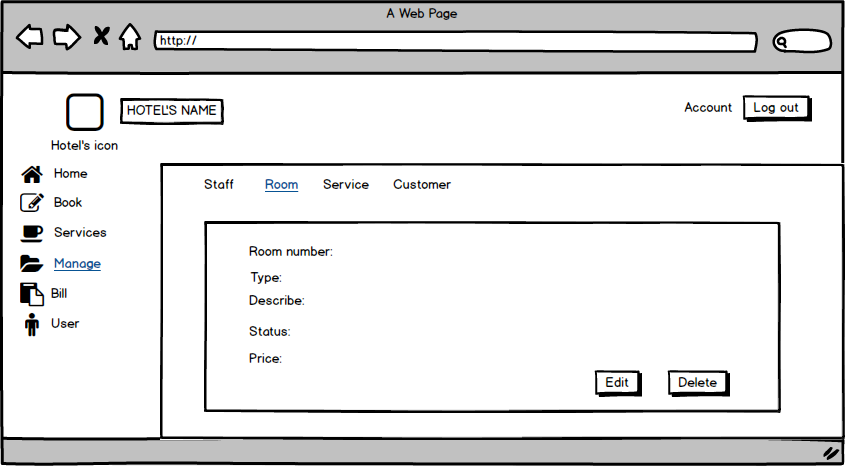 A Web Page
http://
HOTEL'S NAME
Account
Log out
Hotel's icon
Home
Book
Services
Manage
Bill
User
Staff
Room
Service
Customer
Room number:
Type:
Describe:
Status:
Price:
Edit
Delete